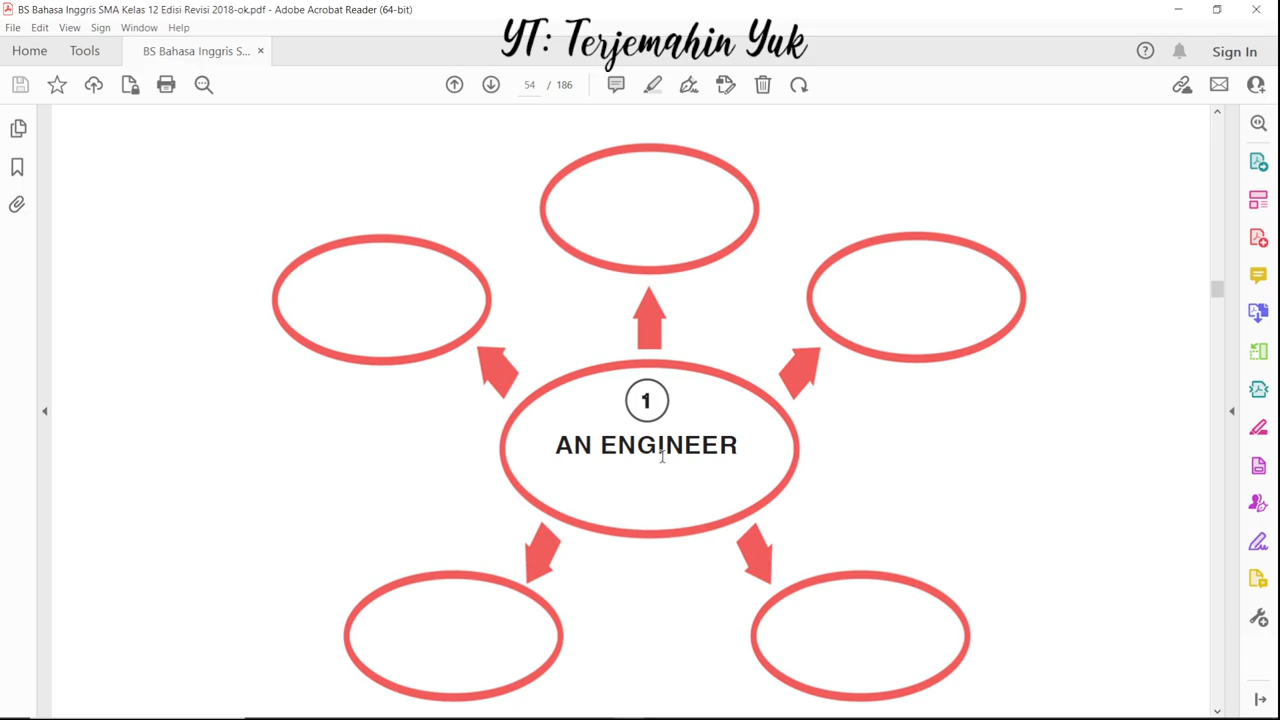 BS Bahasa Inggris SMA Kelas 12 Edisi Revisi 2018-ok.pdf - Adobe Acrobat Reader (64-bit)
File Edit View Sign Window Help
YT: Terjemahin Yuk
Home Tools BS Bahasa Inggris S... × Sign In
54 / 186
1
AN ENGINEER